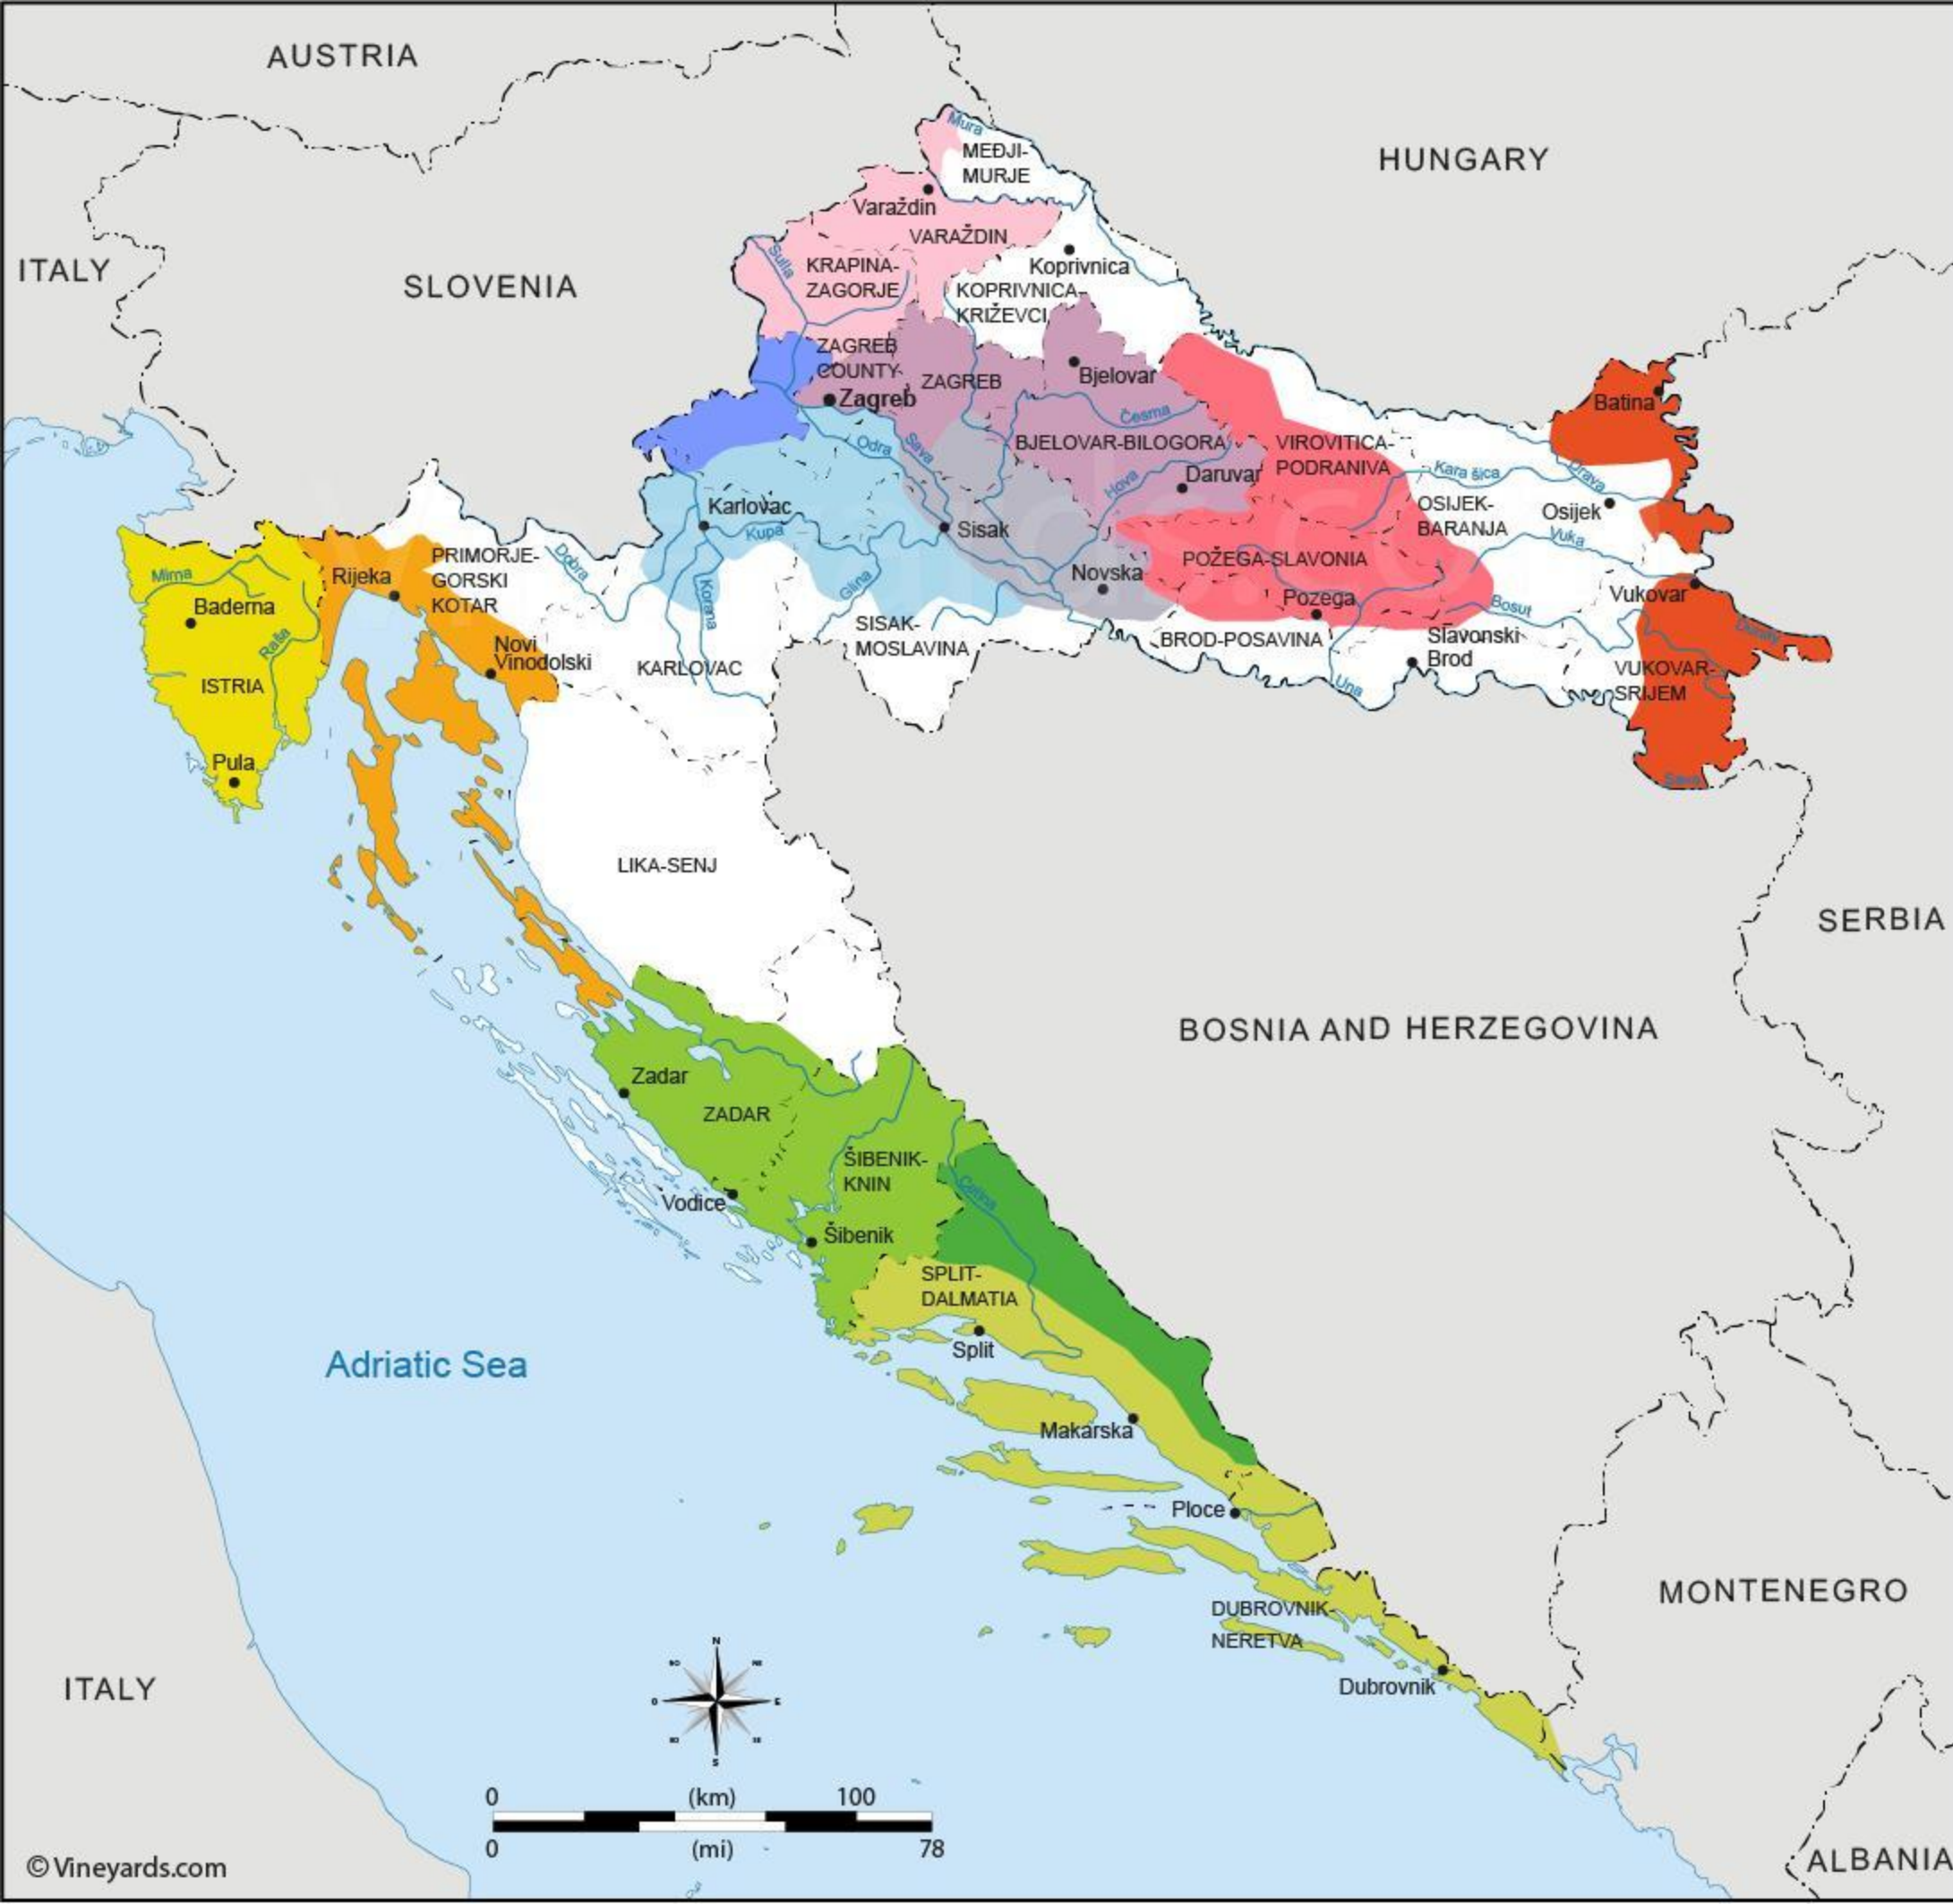 AUSTRIA
HUNGARY
ITALY
SLOVENIA
Mura
MEĐJI-
MURJE
Varaždin
VARAŽDIN
Sulla
KRAPINA-
ZAGORJE
Koprivnica
KOPRIVNICA-
KRIŽEVCI
ZAGREB
COUNTY
ZAGREB
Zagreb
Bjelovar
Česma
Batina
Odra
Sava
BJELOVAR-BILOGORA
VIROVITICA-
PODRANIVA
Daruvar
Hova
Kara šica
Drava
OSIJEK-
BARANJA
Osijek
Vuka
Karlovac
Kupa
Sisak
PRIMORJE-
GORSKI
KOTAR
Dobra
Rijeka
Mirna
Baderna
Raša
ISTRIA
Pula
Novi
Vinodolski
Korana
Glina
Novska
POŽEGA-SLAVONIA
Pozega
Vukovar
Bosut
SISAK-
MOSLAVINA
KARLOVAC
BROD-POSAVINA
Slavonski
Brod
Una
VUKOVAR-
SRIJEM
Sava
LIKA-SENJ
SERBIA
BOSNIA AND HERZEGOVINA
Zadar
ZADAR
ŠIBENIK-
KNIN
Cetina
Vodice
Šibenik
SPLIT-
DALMATIA
Split
Adriatic Sea
Makarska
Ploce
DUBROVNIK-
NERETVA
Dubrovnik
MONTENEGRO
ITALY
N
E
S
O
0 (km) 100
0 (mi) 78
© Vineyards.com
ALBANIA